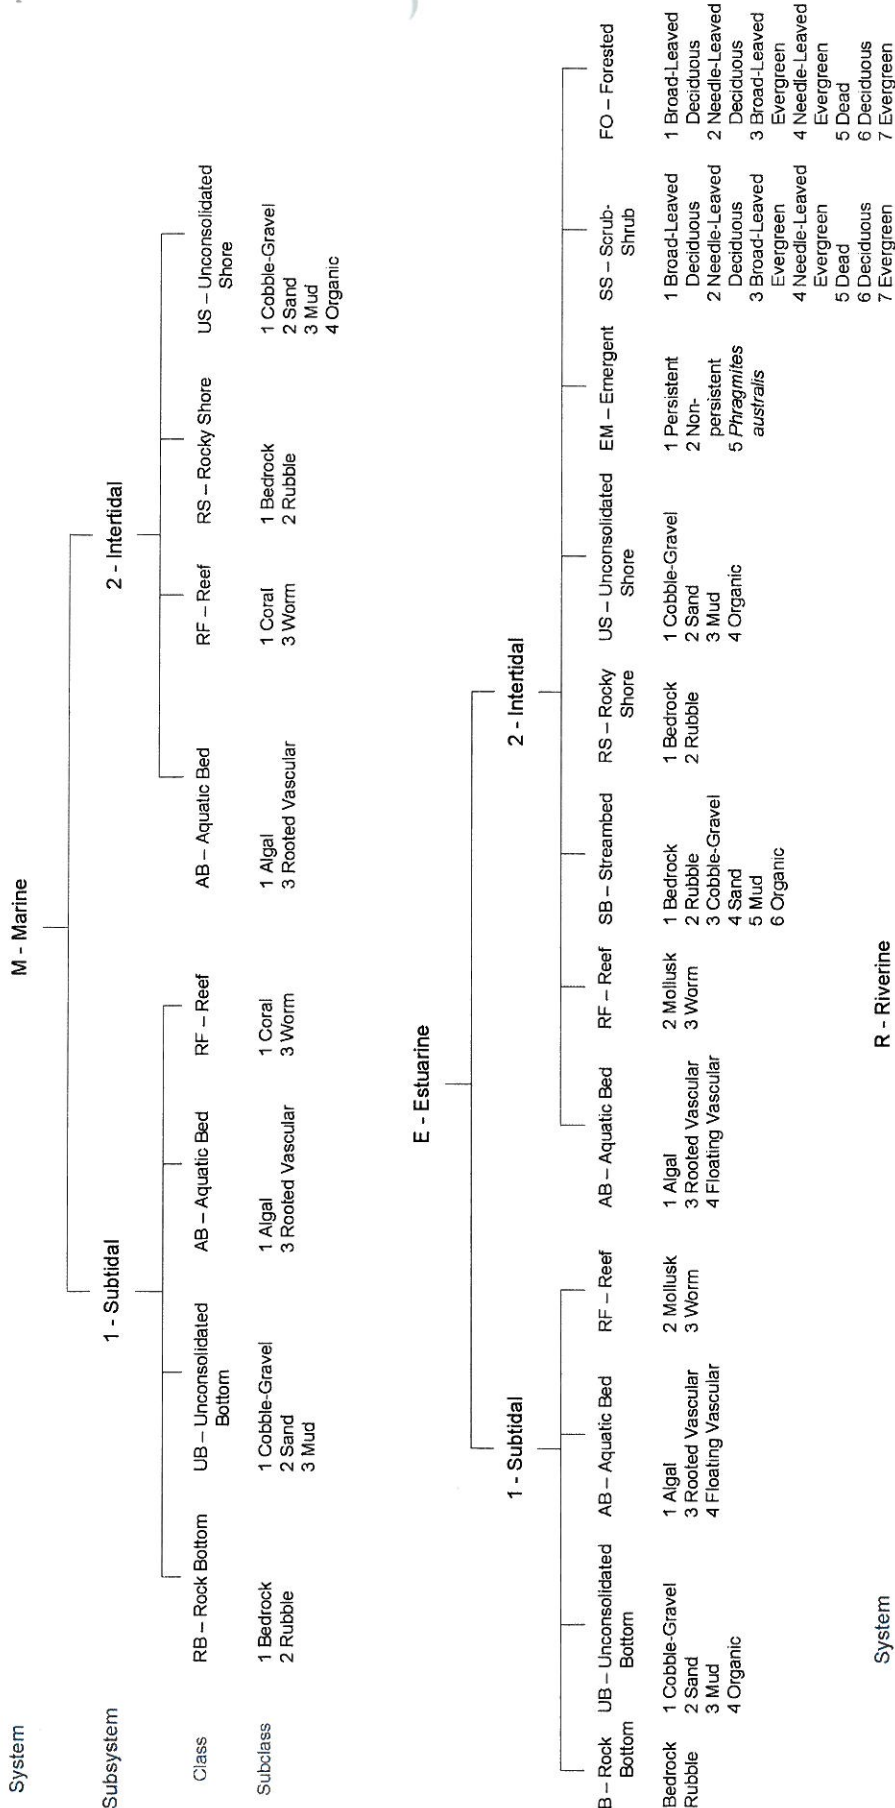 System
M - Marine
Subsystem
1 - Subtidal
2 - Intertidal
Class
RB – Rock Bottom
UB – Unconsolidated
Bottom
AB – Aquatic Bed
RF – Reef
AB – Aquatic Bed
RF – Reef
RS – Rocky Shore
US – Unconsolidated
Shore
Subclass
1 Bedrock
2 Rubble
1 Cobble-Gravel
2 Sand
3 Mud
1 Algal
3 Rooted Vascular
1 Coral
3 Worm
1 Algal
3 Rooted Vascular
1 Coral
3 Worm
1 Bedrock
2 Rubble
1 Cobble-Gravel
2 Sand
3 Mud
4 Organic
E - Estuarine
1 - Subtidal
2 - Intertidal
B – Rock
Bottom
UB – Unconsolidated
Bottom
AB – Aquatic Bed
RF – Reef
AB – Aquatic Bed
RF – Reef
SB – Streambed
RS – Rocky
Shore
US – Unconsolidated
Shore
EM – Emergent
SS – Scrub-
Shrub
FO – Forested
Bedrock
Rubble
1 Cobble-Gravel
2 Sand
3 Mud
4 Organic
1 Algal
3 Rooted Vascular
4 Floating Vascular
2 Mollusk
3 Worm
1 Algal
3 Rooted Vascular
4 Floating Vascular
2 Mollusk
3 Worm
1 Bedrock
2 Rubble
3 Cobble-Gravel
4 Sand
5 Mud
6 Organic
1 Bedrock
2 Rubble
1 Cobble-Gravel
2 Sand
3 Mud
4 Organic
1 Persistent
2 Non-
persistent
5 Phragmites
australis
1 Broad-Leaved
Deciduous
2 Needle-Leaved
Deciduous
3 Broad-Leaved
Evergreen
4 Needle-Leaved
Evergreen
5 Dead
6 Deciduous
7 Evergreen
1 Broad-Leaved
Deciduous
2 Needle-Leaved
Deciduous
3 Broad-Leaved
Evergreen
4 Needle-Leaved
Evergreen
5 Dead
6 Deciduous
7 Evergreen
System
R - Riverine